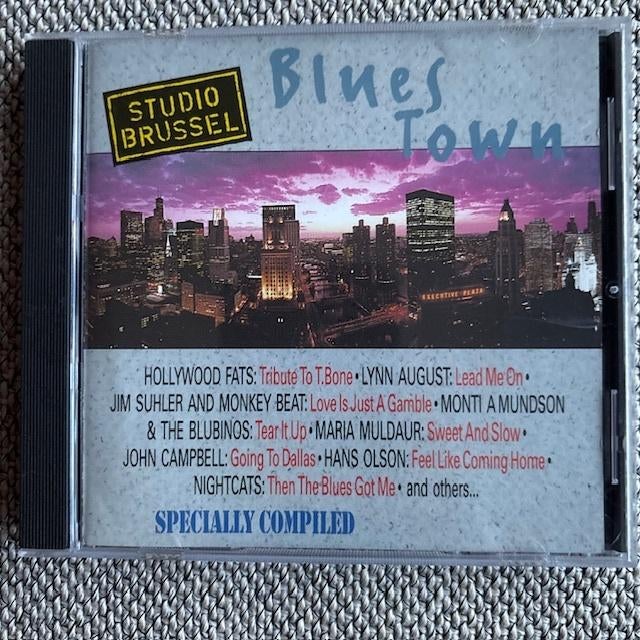 STUDIO
BRUSSEL
Blues
Town
EXECUTIVE PLAZA
HOLLYWOOD FATS: Tribute To T.Bone • LYNN AUGUST: Lead Me On •
JIM SUHLER AND MONKEY BEAT: Love Is Just A Gamble • MONTI AMUNDSON
& THE BLUBINOS: Tear It Up • MARIA MULDAUR: Sweet And Slow •
JOHN CAMPBELL: Going To Dallas • HANS OLSON: Feel Like Coming Home •
NIGHTCATS: Then The Blues Got Me • and others...
SPECIALLY COMPILED